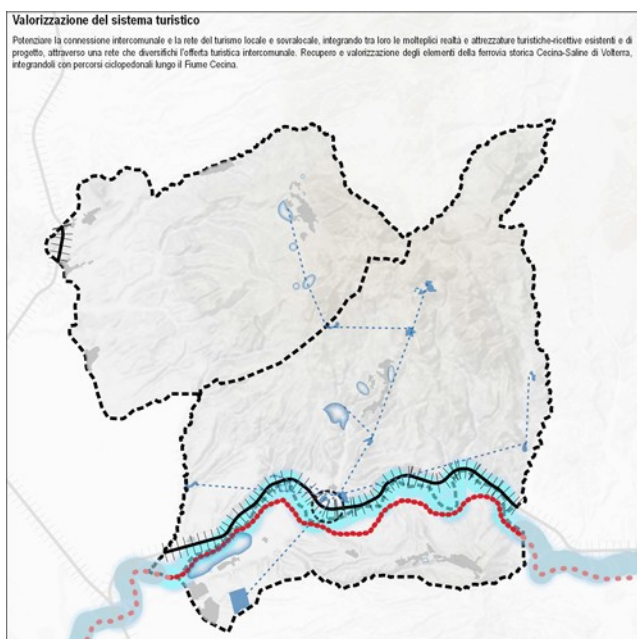 Valorizzazione del sistema turistico
Potenziare la connessione intercomunale e la rete del turismo locale e sovralocale, integrando tra loro le molteplici realtà e attrezzature turistiche-ricettive esistenti e di
progetto, attraverso una rete che diversifichi l'offerta turistica intercomunale. Recupero e valorizzazione degli elementi della ferrovia storica Cecina-Saline di Volterra,
integrandoli con percorsi ciclopedonali lungo il Fiume Cecina.